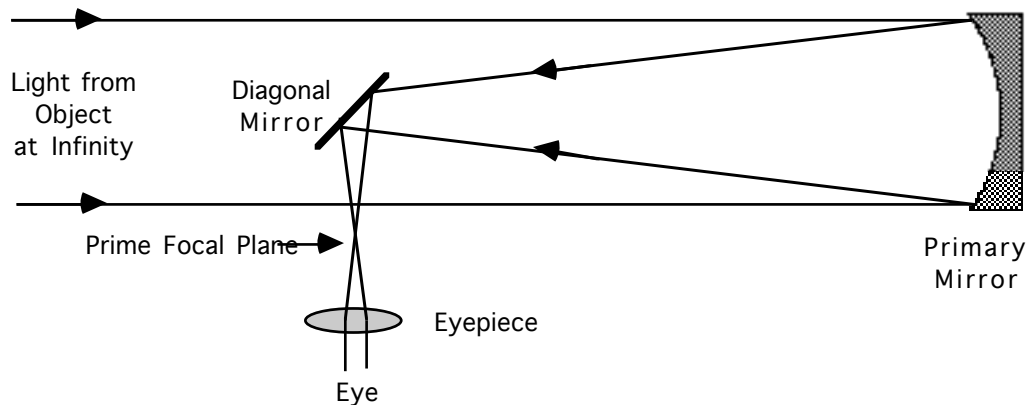 Light from
Object
at Infinity
Diagonal
Mirror
Prime Focal Plane
Primary
Mirror
Eyepiece
Eye